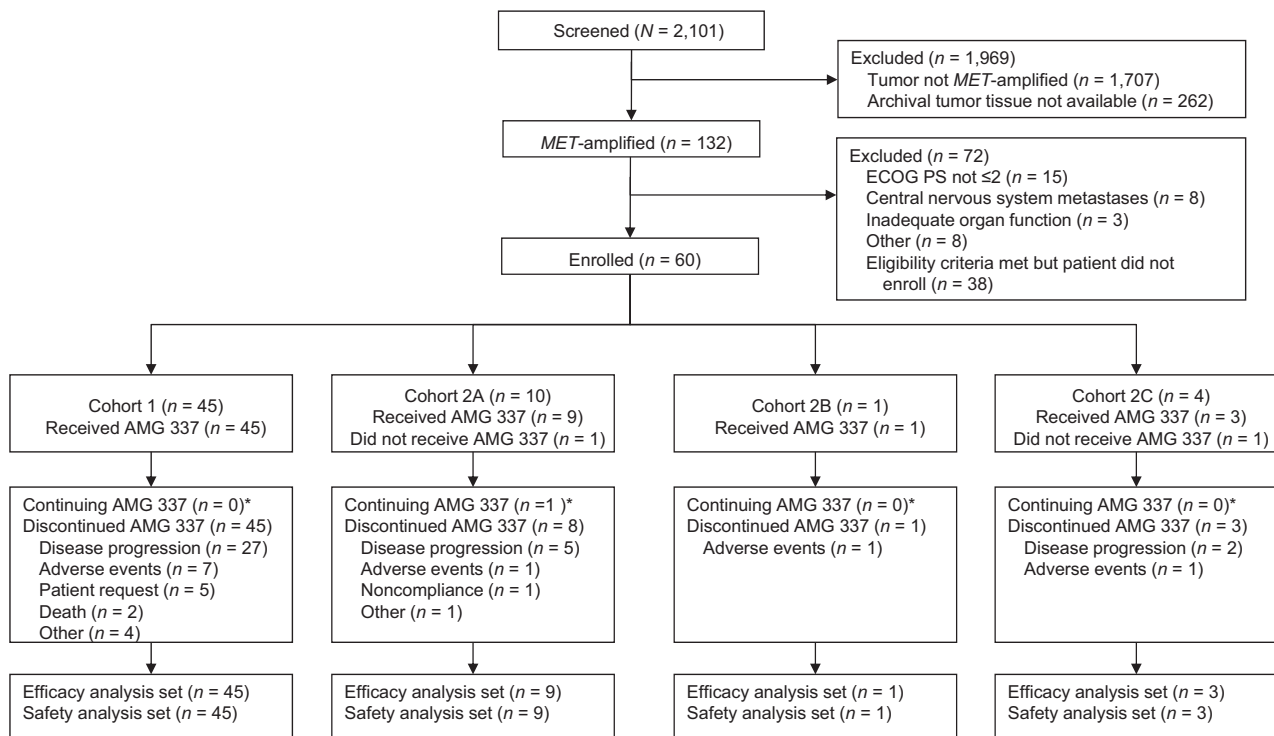 Screened (N = 2,101)
Excluded (n = 1,969)
Tumor not MET-amplified (n = 1,707)
Archival tumor tissue not available (n = 262)
MET-amplified (n = 132)
Excluded (n = 72)
ECOG PS not ≤2 (n = 15)
Central nervous system metastases (n = 8)
Inadequate organ function (n = 3)
Other (n = 8)
Eligibility criteria met but patient did not
enroll (n = 38)
Enrolled (n = 60)
Cohort 1 (n = 45)
Received AMG 337 (n = 45)
Cohort 2A (n = 10)
Received AMG 337 (n = 9)
Did not receive AMG 337 (n = 1)
Cohort 2B (n = 1)
Received AMG 337 (n = 1)
Cohort 2C (n = 4)
Received AMG 337 (n = 3)
Did not receive AMG 337 (n = 1)
Continuing AMG 337 (n = 0)*
Discontinued AMG 337 (n = 45)
Disease progression (n = 27)
Adverse events (n = 7)
Patient request (n = 5)
Death (n = 2)
Other (n = 4)
Continuing AMG 337 (n =1 )*
Discontinued AMG 337 (n = 8)
Disease progression (n = 5)
Adverse events (n = 1)
Noncompliance (n = 1)
Other (n = 1)
Continuing AMG 337 (n = 0)*
Discontinued AMG 337 (n = 1)
Adverse events (n = 1)
Continuing AMG 337 (n = 0)*
Discontinued AMG 337 (n = 3)
Disease progression (n = 2)
Adverse events (n = 1)
Efficacy analysis set (n = 45)
Safety analysis set (n = 45)
Efficacy analysis set (n = 9)
Safety analysis set (n = 9)
Efficacy analysis set (n = 1)
Safety analysis set (n = 1)
Efficacy analysis set (n = 3)
Safety analysis set (n = 3)